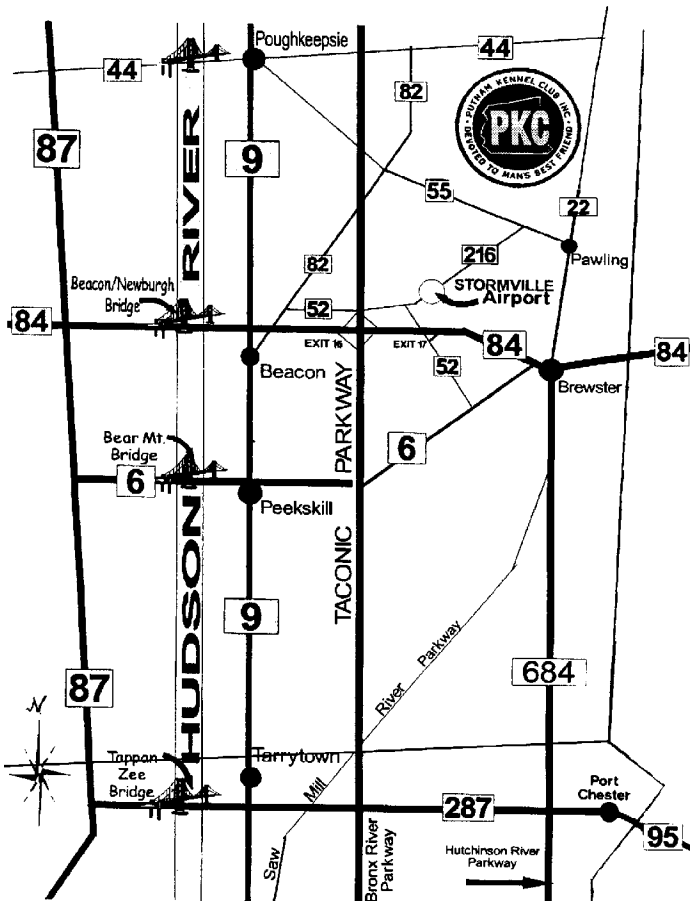 Poughkeepsie
44
44
82
PUTNAM KENNEL CLUB INC.
PKC
DEVOTED TO MAN'S BEST FRIEND
87
9
RIVER
55
22
82
216
Pawling
Beacon/Newburgh
Bridge
STORMVILLE
Airport
52
84
EXIT 16
EXIT 17
84
84
52
Beacon
Brewster
PARKWAY
Bear Mt.
Bridge
6
6
Peekskill
HUDSON
TACONIC
9
River Parkway
684
87
N
Tappan
Zee
Bridge
Tarrytown
Port
Chester
Saw Mill
287
95
Bronx River
Parkway
Hutchinson River
Parkway